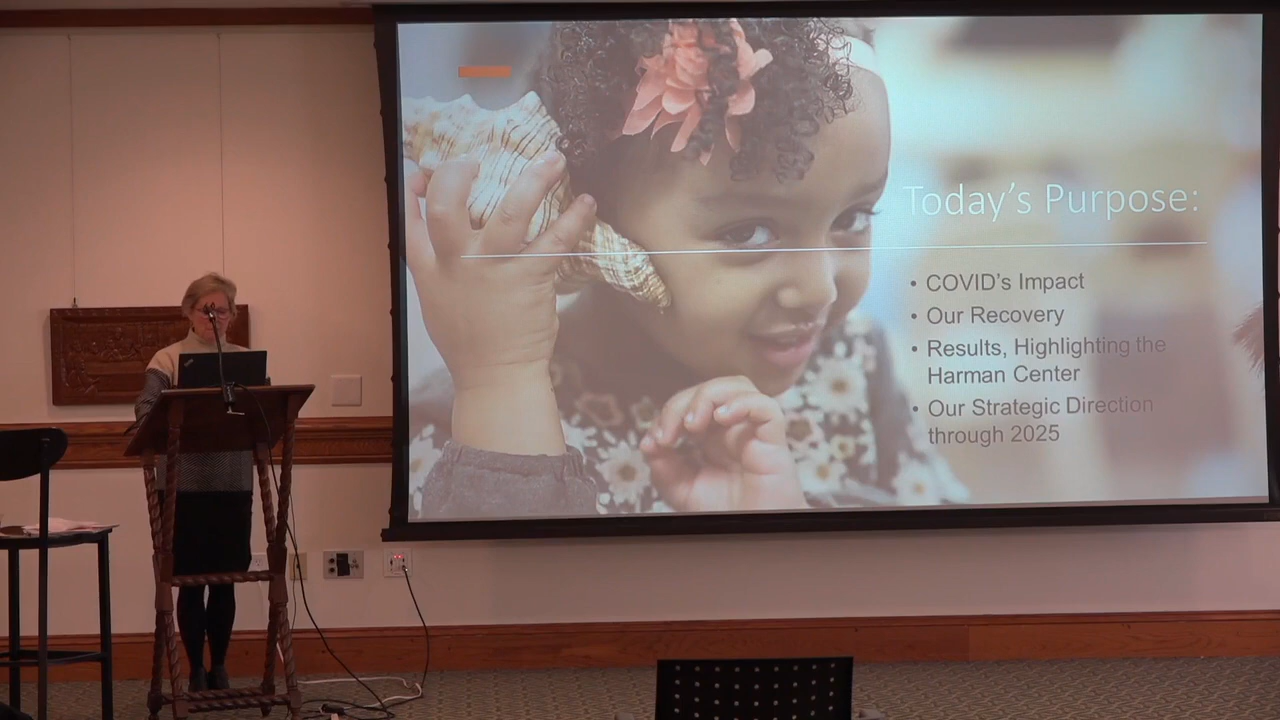 Today's Purpose:
• COVID's Impact
• Our Recovery
• Results, Highlighting the
Harman Center
• Our Strategic Direction
through 2025